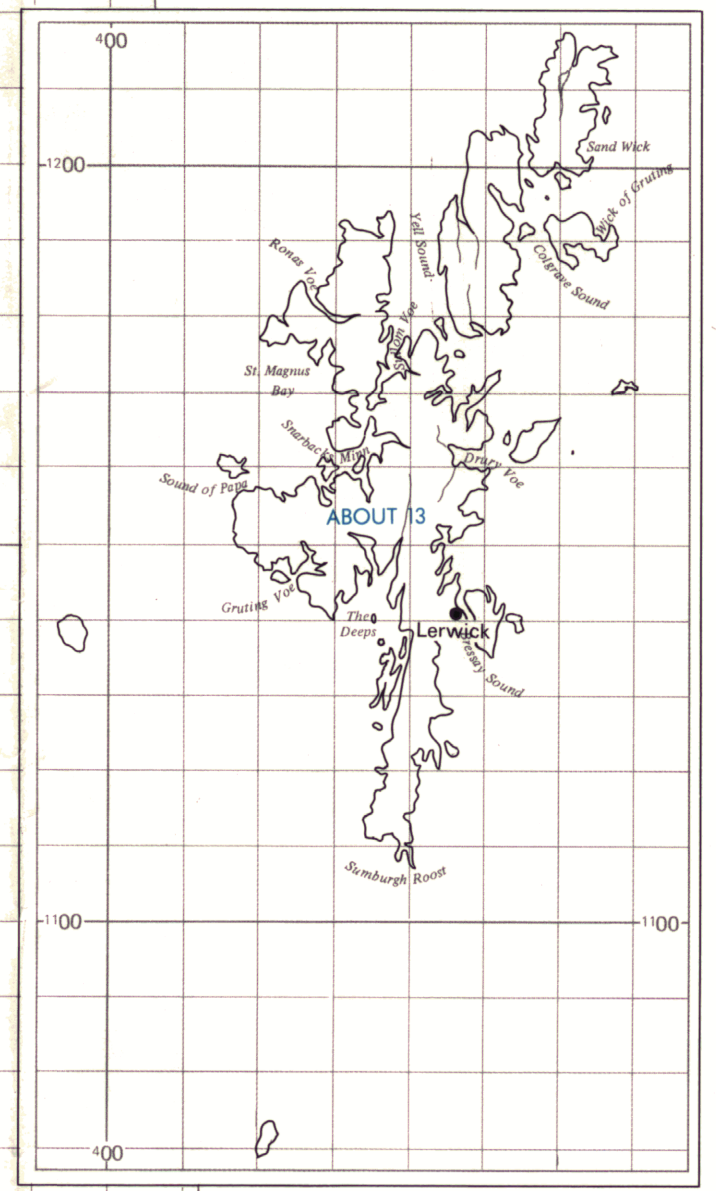 400
1200
Sand Wick
Wick of Gruting
Yell Sound
Ronas Voe
Colgrave Sound
Sullom Voe
St. Magnus
Bay
Snarbacks Minn
Drury Voe
Sound of Papa
ABOUT 13
Gruting Voe
The
Deeps
Lerwick
Bressay Sound
Sumburgh Roost
1100
1100
400